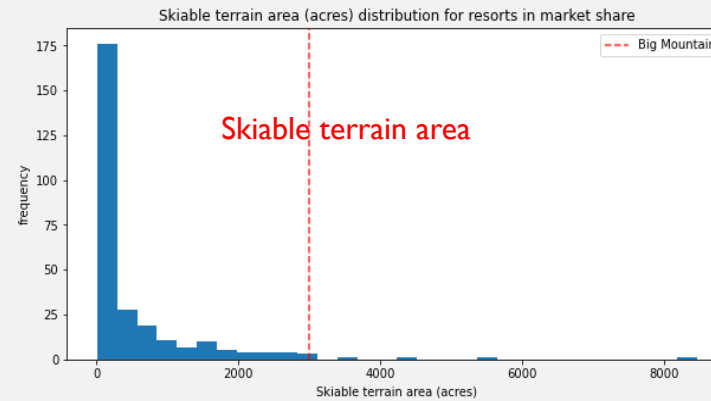 Skiable terrain area (acres) distribution for resorts in market share
Big Mountain
Skiable terrain area
frequency
175
150
125
100
75
50
25
0
0 2000 4000 6000 8000
Skiable terrain area (acres)